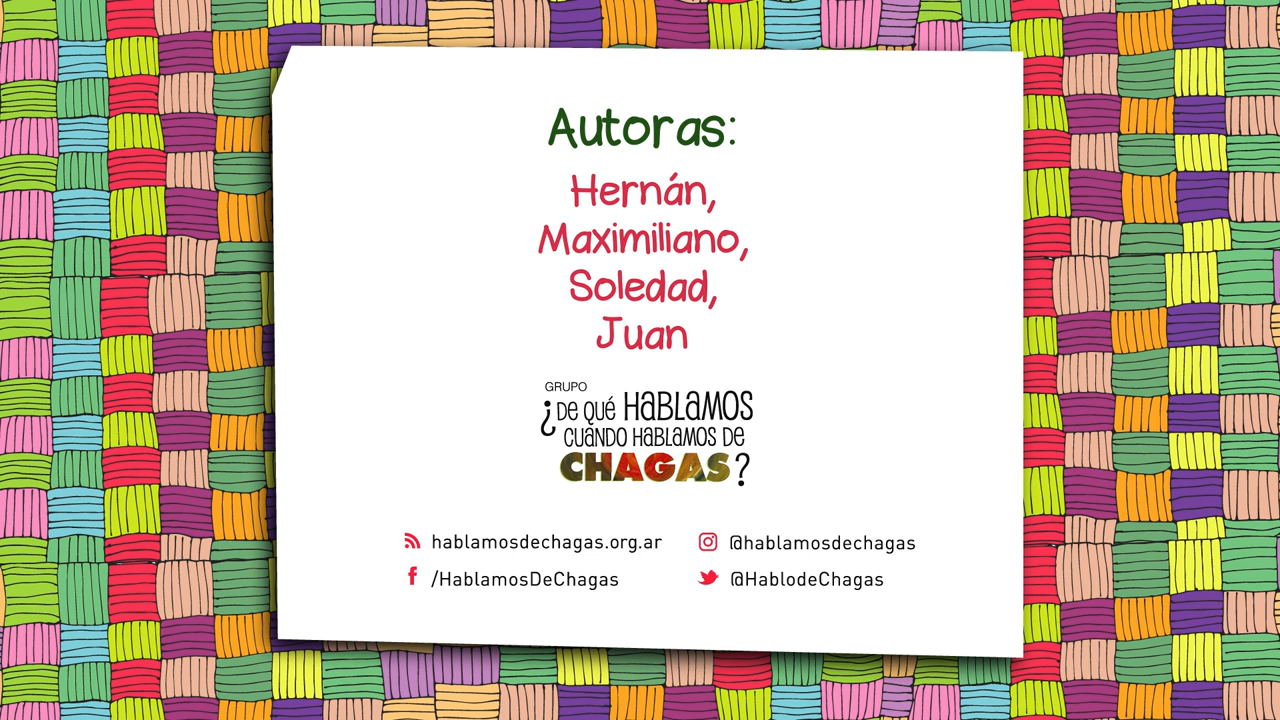 Autoras:
Hernán,
Maximiliano,
Soledad,
Juan
GRUPO
¿DE QUÉ HABLAMOS
CUANDO HABLAMOS DE
CHAGAS?
hablamosdechagas.org.ar
@hablamosdechagas
/HablamosDeChagas
@HablodeChagas